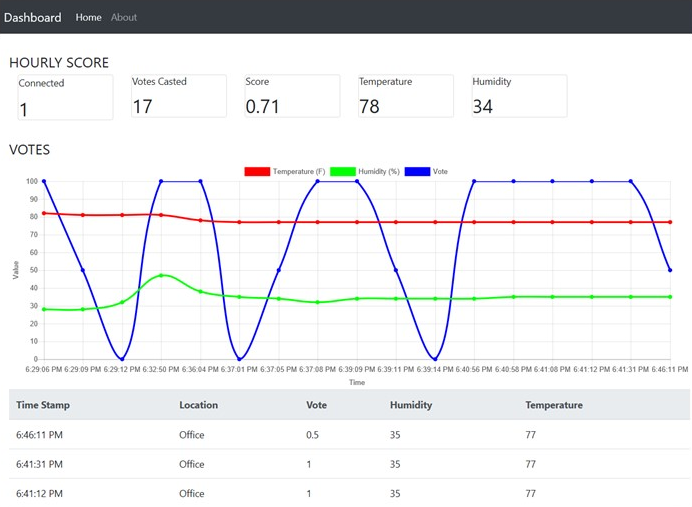 Dashboard Home About
HOURLY SCORE
Connected Votes Casted Score Temperature Humidity
1 17 0.71 78 34
VOTES
Temperature (F) Humidity (%) Vote
100
90
80
70
60
50
40
30
20
10
0
Value
6:29:06 PM 6:29:09 PM 6:29:12 PM 6:32:50 PM 6:36:04 PM 6:37:01 PM 6:37:05 PM 6:37:08 PM 6:39:09 PM 6:39:11 PM 6:39:14 PM 6:40:56 PM 6:40:58 PM 6:41:08 PM 6:41:12 PM 6:41:31 PM 6:46:11 PM
Time
Time Stamp Location Vote Humidity Temperature
6:46:11 PM Office 0.5 35 77
6:41:31 PM Office 1 35 77
6:41:12 PM Office 1 35 77